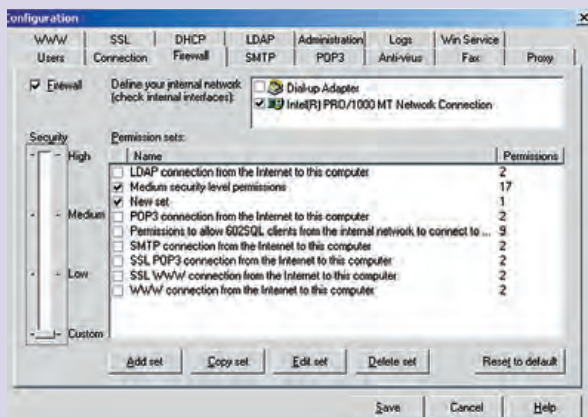 Configuration
WWW SSL DHCP LDAP Administration Logs Win Service
Users Connection Firewall SMTP POP3 Anti-virus Fax Proxy
Firewall
Define your internal network
(check internal interfaces):
Dial-up Adapter
Intel(R) PRO/1000 MT Network Connection
Security
High
Medium
Low
Custom
Permission sets:
Name Permissions
LDAP connection from the Internet to this computer 2
Medium security level permissions 17
New set 1
POP3 connection from the Internet to this computer 2
Permissions to allow 602SQL clients from the internal network to connect to ... 9
SMTP connection from the Internet to this computer 2
SSL POP3 connection from the Internet to this computer 2
SSL WWW connection from the Internet to this computer 2
WWW connection from the Internet to this computer 2
Add set Copy set Edit set Delete set Reset to default
Save Cancel Help